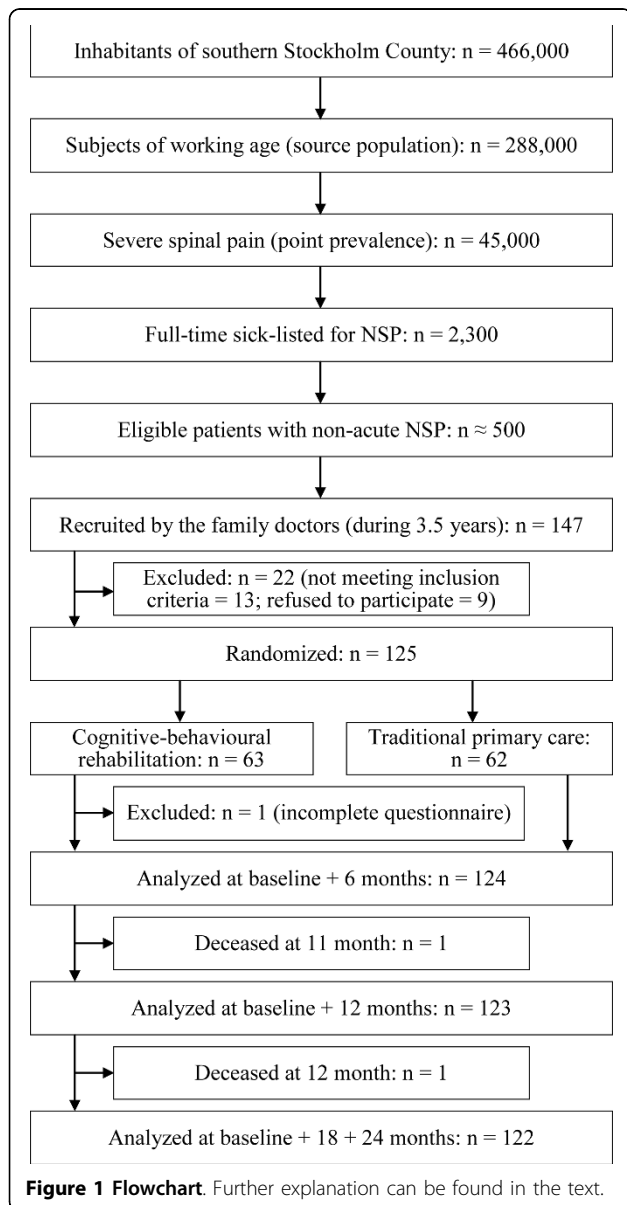 Inhabitants of southern Stockholm County: n = 466,000
Subjects of working age (source population): n = 288,000
Severe spinal pain (point prevalence): n = 45,000
Full-time sick-listed for NSP: n = 2,300
Eligible patients with non-acute NSP: n ≈ 500
Recruited by the family doctors (during 3.5 years): n = 147
Excluded: n = 22 (not meeting inclusion
criteria = 13; refused to participate = 9)
Randomized: n = 125
Cognitive-behavioural
rehabilitation: n = 63
Traditional primary care:
n = 62
Excluded: n = 1 (incomplete questionnaire)
Analyzed at baseline + 6 months: n = 124
Deceased at 11 month: n = 1
Analyzed at baseline + 12 months: n = 123
Deceased at 12 month: n = 1
Analyzed at baseline + 18 + 24 months: n = 122
Figure 1 Flowchart. Further explanation can be found in the text.